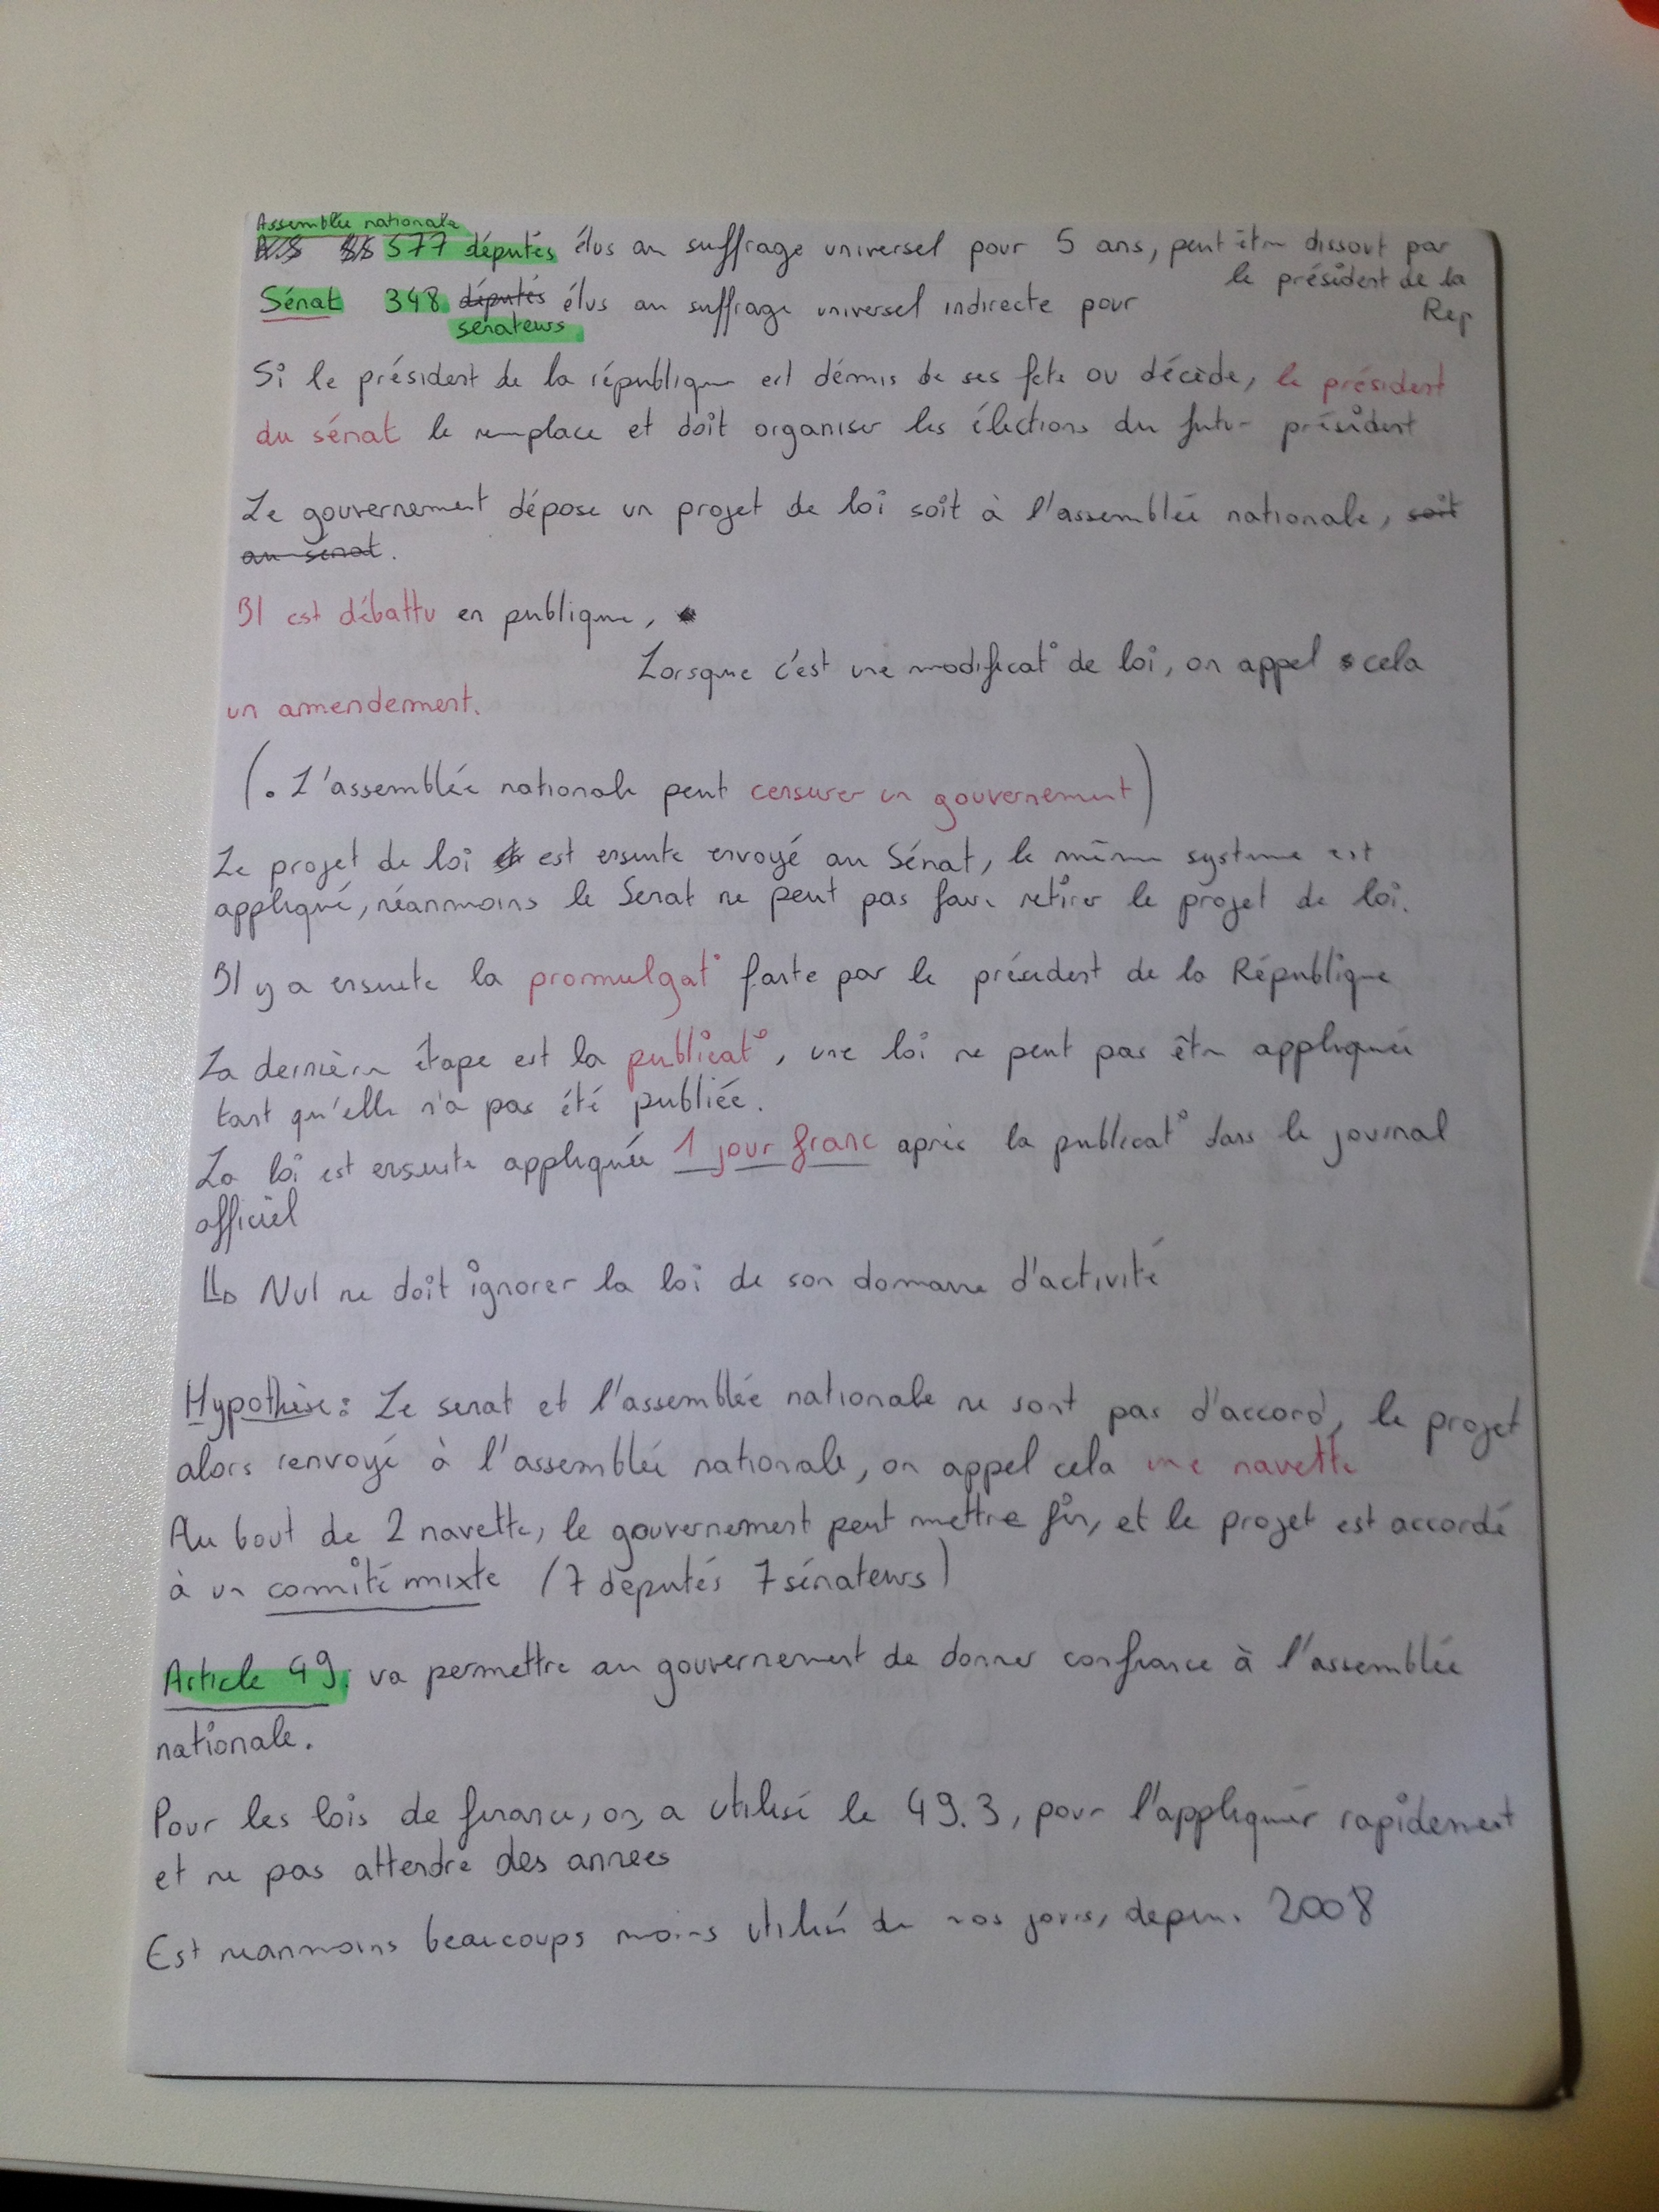 Assemblée nationale
577 députés élus au suffrage universel pour 5 ans, peut être dissout par
le président de la
Rep
Sénat 348 députés élus au suffrage universel indirecte pour
senateurs
Si le président de la république est démis de ses fcts ou décède, le président
du sénat le remplace et doit organiser les élections du futur président
Le gouvernement dépose un projet de loi soit à l'assemblée nationale, soit
au sénat.
Il est débattu en publique,
Lorsque c'est une modificat° de loi, on appel cela
un amendement.
(. L'assemblée nationale peut censurer un gouvernement)
Le projet de loi est ensuite envoyé au Sénat, le même systeme est
appliqué, néanmoins le Senat ne peut pas faire retirer le projet de loi.
Il y a ensuite la promulgat° faite par le président de la République
La dernière étape est la publicat°, une loi ne peut pas être appliquée
tant qu'elle n'a pas été publiée.
La loi est ensuite appliquée 1 jour franc après la publicat° dans le journal
officiel
↳ Nul ne doit ignorer la loi de son domaine d'activité
Hypothèse : Le senat et l'assemblée nationale ne sont pas d'accord, le projet
alors renvoyé à l'assemblée nationale, on appel cela une navette
Au bout de 2 navette, le gouvernement peut mettre fin, et le projet est accordé
à un comité mixte (7 députés 7 sénateurs)
Article 49: va permettre au gouvernement de donner confiance à l'assemblée
nationale.
Pour les lois de finance, on a utilisé le 49.3, pour l'appliquer rapidement
et ne pas attendre des annees
Est neanmoins beaucoups moins utilisé de nos jours, depuis 2008